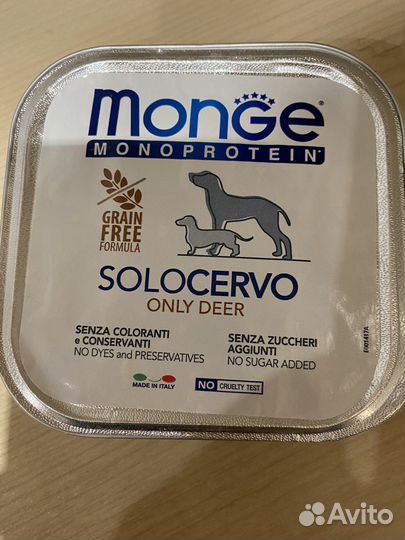 Monge®
MONOPROTEIN
GRAIN
FREE
FORMULA
SOLOCERVO
ONLY DEER
SENZA COLORANTI
e CONSERVANTI
NO DYES and PRESERVATIVES
SENZA ZUCCHERI
AGGIUNTI
NO SUGAR ADDED
MADE IN ITALY
NO CRUELTY TEST
Avito